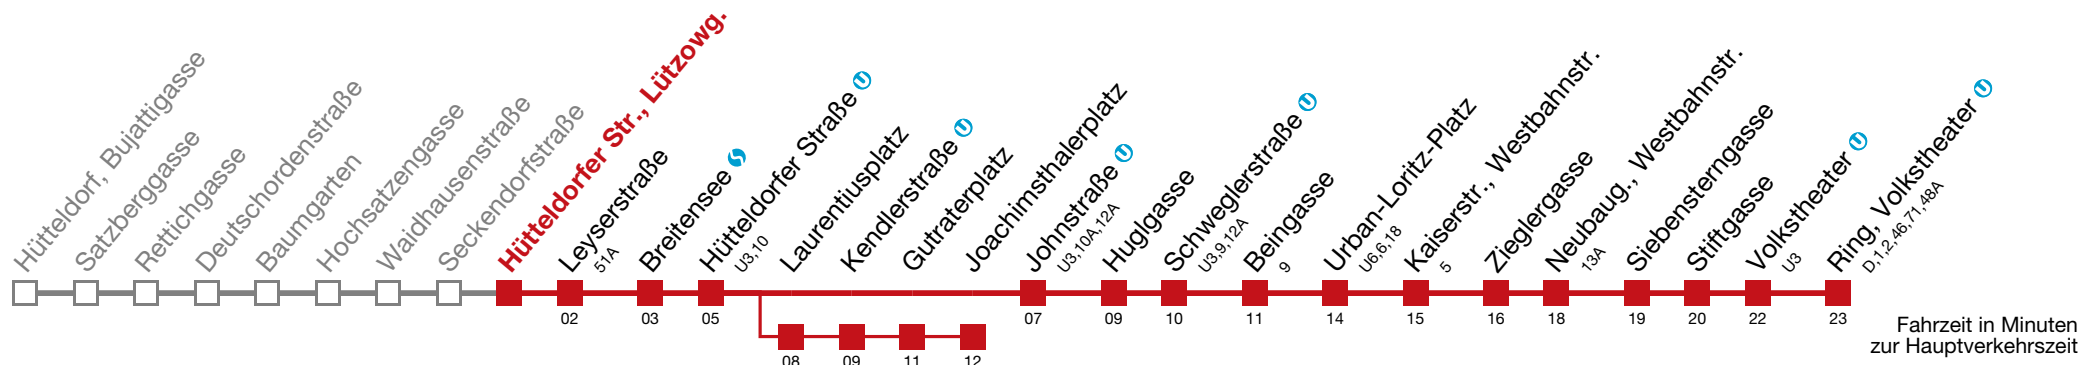 Hütteldorf, Bujattigasse
Satzberggasse
Rettichgasse
Deutschordenstraße
Baumgarten
Hochsatzengasse
Waidhausenstraße
Seckendorfstraße
Hütteldorfer Str., Lützowg.
Leyserstraße
51A
Breitensee
Hütteldorfer Straße U
U3,10
Laurentiusplatz
Kendlerstraße U
Gutraterplatz
Joachimsthalerplatz
Johnstraße U
U3,10A,12A
Huglgasse
Schweglerstraße U
U3,9,12A
Beingasse
9
Urban-Loritz-Platz
U6,6,18
Kaiserstr., Westbahnstr.
5
Zieglergasse
Neubaug., Westbahnstr.
13A
Siebensterngasse
Stiftgasse
Volkstheater U
U3
Ring, Volkstheater U
D,1,2,46,71,48A
02 03 05 07 09 10 11 14 15 16 18 19 20 22 23
08 09 11 12
Fahrzeit in Minuten
zur Hauptverkehrszeit